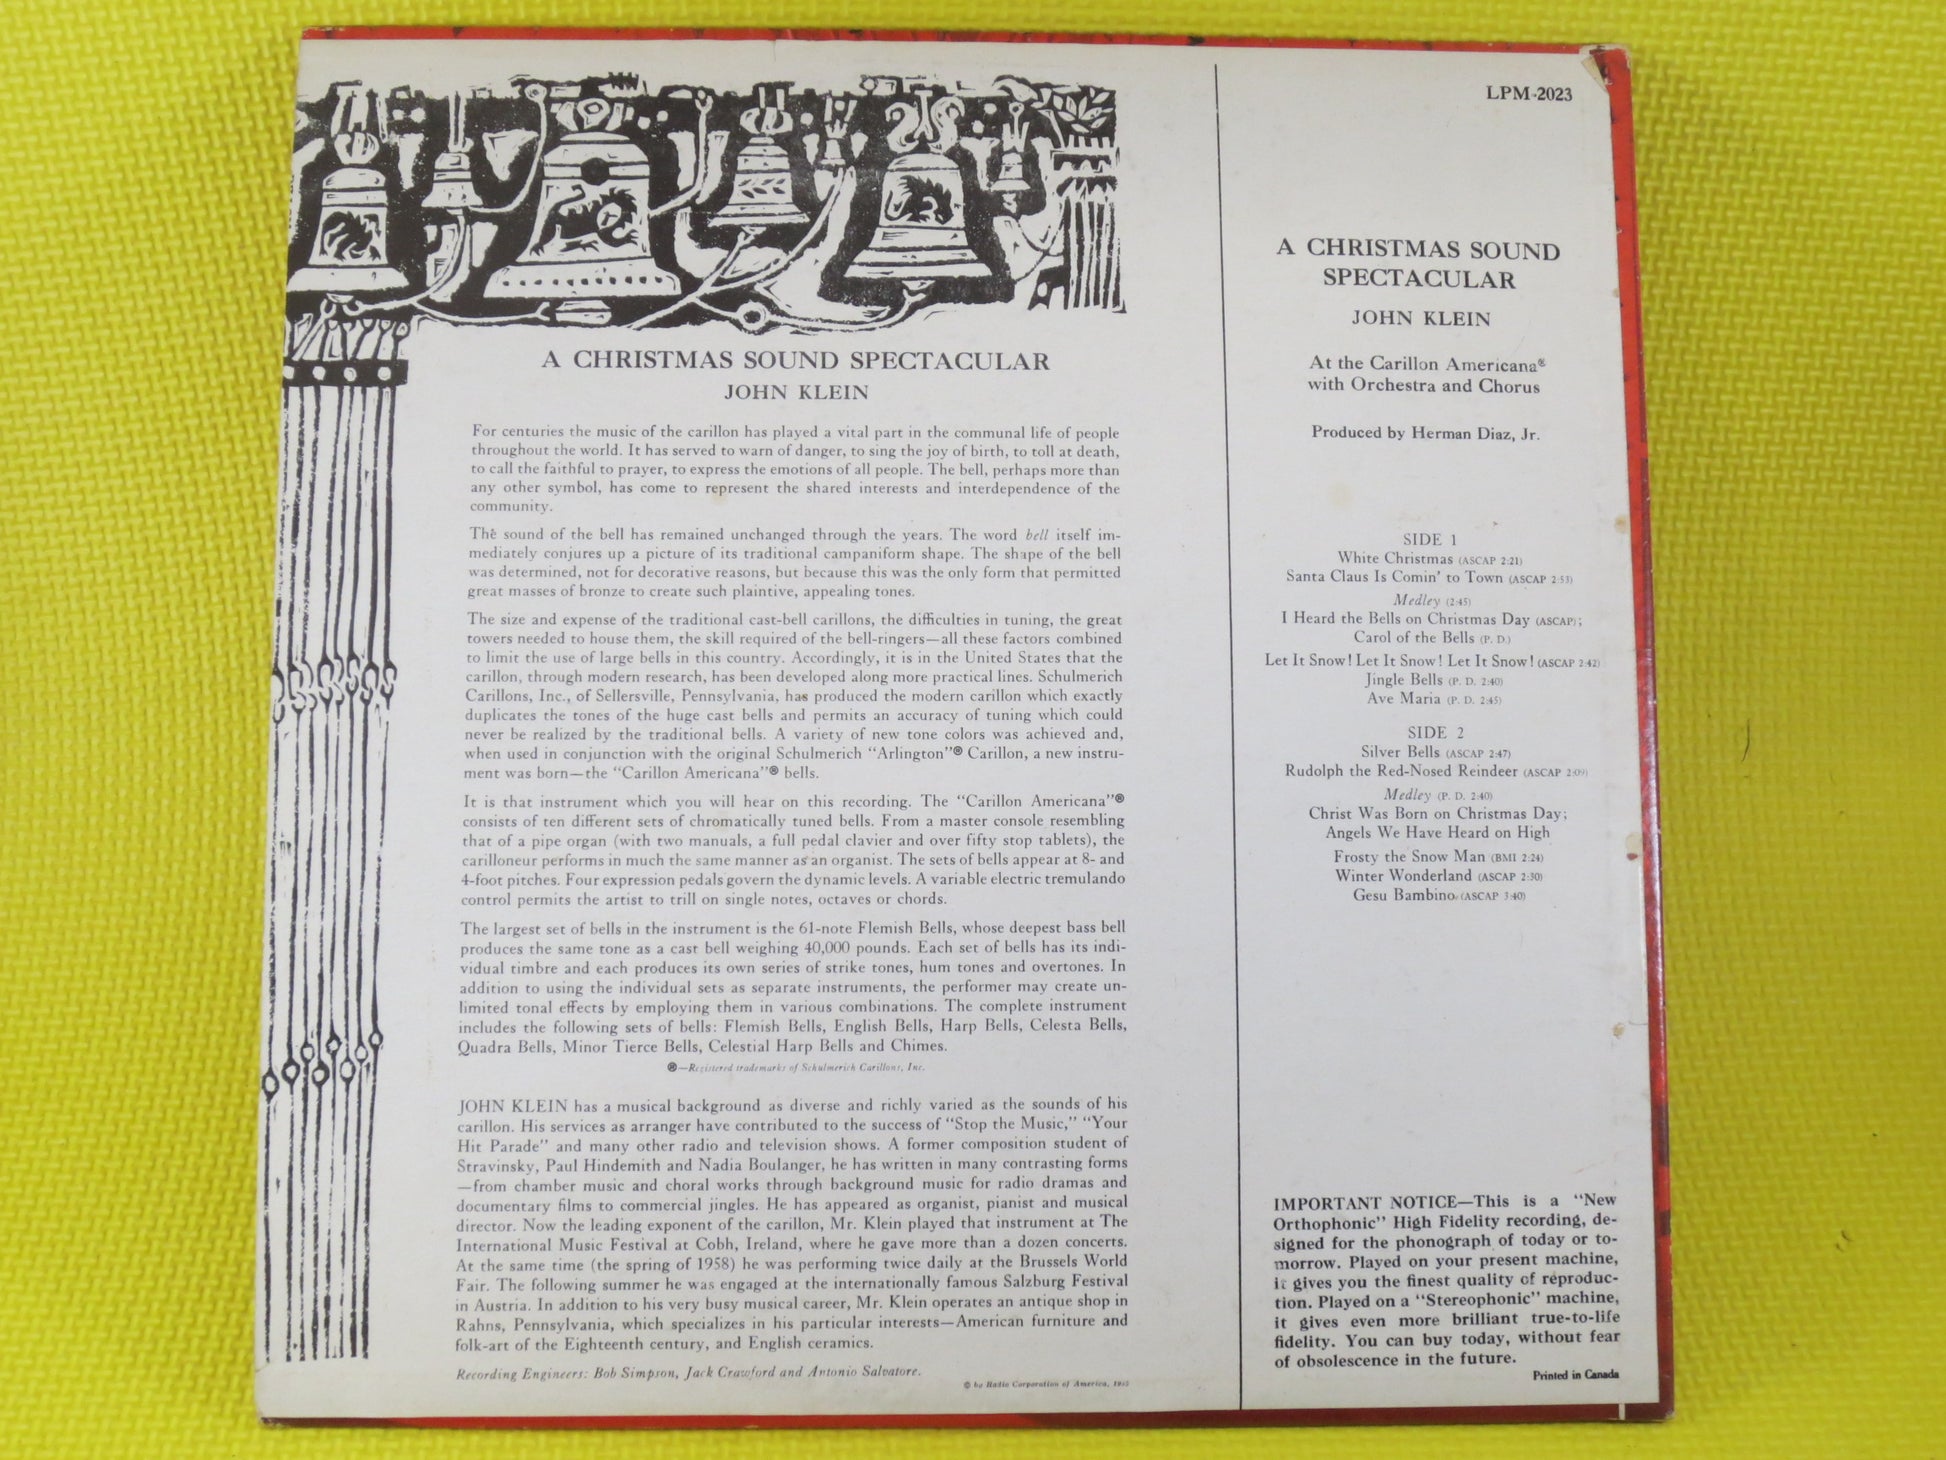 A CHRISTMAS SOUND SPECTACULAR
JOHN KLEIN
For centuries the music of the carillon has played a vital part in the communal life of people
throughout the world. It has served to warn of danger, to sing the joy of birth, to toll at death,
to call the faithful to prayer, to express the emotions of all people. The bell, perhaps more than
any other symbol, has come to represent the shared interests and interdependence of the
community.
The sound of the bell has remained unchanged through the years. The word bell itself im-
mediately conjures up a picture of its traditional campaniform shape. The shape of the bell
was determined, not for decorative reasons, but because this was the only form that permitted
great masses of bronze to create such plaintive, appealing tones.
The size and expense of the traditional cast-bell carillons, the difficulties in tuning, the great
towers needed to house them, the skill required of the bell-ringers—all these factors combined
to limit the use of large bells in this country. Accordingly, it is in the United States that the
carillon, through modern research, has been developed along more practical lines. Schulmerich
Carillons, Inc., of Sellersville, Pennsylvania, has produced the modern carillon which exactly
duplicates the tones of the huge cast bells and permits an accuracy of tuning which could
never be realized by the traditional bells. A variety of new tone colors was achieved and,
when used in conjunction with the original Schulmerich "Arlington"® Carillon, a new instru-
ment was born—the "Carillon Americana"® bells.
It is that instrument which you will hear on this recording. The "Carillon Americana"®
consists of ten different sets of chromatically tuned bells. From a master console resembling
that of a pipe organ (with two manuals, a full pedal clavier and over fifty stop tablets), the
carilloneur performs in much the same manner as an organist. The sets of bells appear at 8- and
4-foot pitches. Four expression pedals govern the dynamic levels. A variable electric tremulando
control permits the artist to trill on single notes, octaves or chords.
The largest set of bells in the instrument is the 61-note Flemish Bells, whose deepest bass bell
produces the same tone as a cast bell weighing 40,000 pounds. Each set of bells has its indi-
vidual timbre and each produces its own series of strike tones, hum tones and overtones. In
addition to using the individual sets as separate instruments, the performer may create un-
limited tonal effects by employing them in various combinations. The complete instrument
includes the following sets of bells: Flemish Bells, English Bells, Harp Bells, Celesta Bells,
Quadra Bells, Minor Tierce Bells, Celestial Harp Bells and Chimes.
®—Registered trademarks of Schulmerich Carillons, Inc.
JOHN KLEIN has a musical background as diverse and richly varied as the sounds of his
carillon. His services as arranger have contributed to the success of "Stop the Music," "Your
Hit Parade" and many other radio and television shows. A former composition student of
Stravinsky, Paul Hindemith and Nadia Boulanger, he has written in many contrasting forms
—from chamber music and choral works through background music for radio dramas and
documentary films to commercial jingles. He has appeared as organist, pianist and musical
director. Now the leading exponent of the carillon, Mr. Klein played that instrument at The
International Music Festival at Cobh, Ireland, where he gave more than a dozen concerts.
At the same time (the spring of 1958) he was performing twice daily at the Brussels World
Fair. The following summer he was engaged at the internationally famous Salzburg Festival
in Austria. In addition to his very busy musical career, Mr. Klein operates an antique shop in
Rahns, Pennsylvania, which specializes in his particular interests—American furniture and
folk-art of the Eighteenth century, and English ceramics.
Recording Engineers: Bob Simpson, Jack Crawford and Antonio Salvatore.
© by Radio Corporation of America,
LPM-2023
A CHRISTMAS SOUND
SPECTACULAR
JOHN KLEIN
At the Carillon Americana®
with Orchestra and Chorus
Produced by Herman Diaz, Jr.
SIDE 1
White Christmas (ASCAP 2:21)
Santa Claus Is Comin' to Town (ASCAP 2:53)
Medley (2:45)
I Heard the Bells on Christmas Day (ASCAP);
Carol of the Bells (P. D.)
Let It Snow! Let It Snow! Let It Snow! (ASCAP 2:42)
Jingle Bells (P. D. 2:40)
Ave Maria (P. D. 2:45)
SIDE 2
Silver Bells (ASCAP 2:47)
Rudolph the Red-Nosed Reindeer (ASCAP 2:09)
Medley (P. D. 2:40)
Christ Was Born on Christmas Day;
Angels We Have Heard on High
Frosty the Snow Man (BMI 2:24)
Winter Wonderland (ASCAP 2:30)
Gesu Bambino (ASCAP 3:40)
IMPORTANT NOTICE—This is a "New
Orthophonic" High Fidelity recording, de-
signed for the phonograph of today or to-
morrow. Played on your present machine,
it gives you the finest quality of reproduc-
tion. Played on a "Stereophonic" machine,
it gives even more brilliant true-to-life
fidelity. You can buy today, without fear
of obsolescence in the future.
Printed in Canada